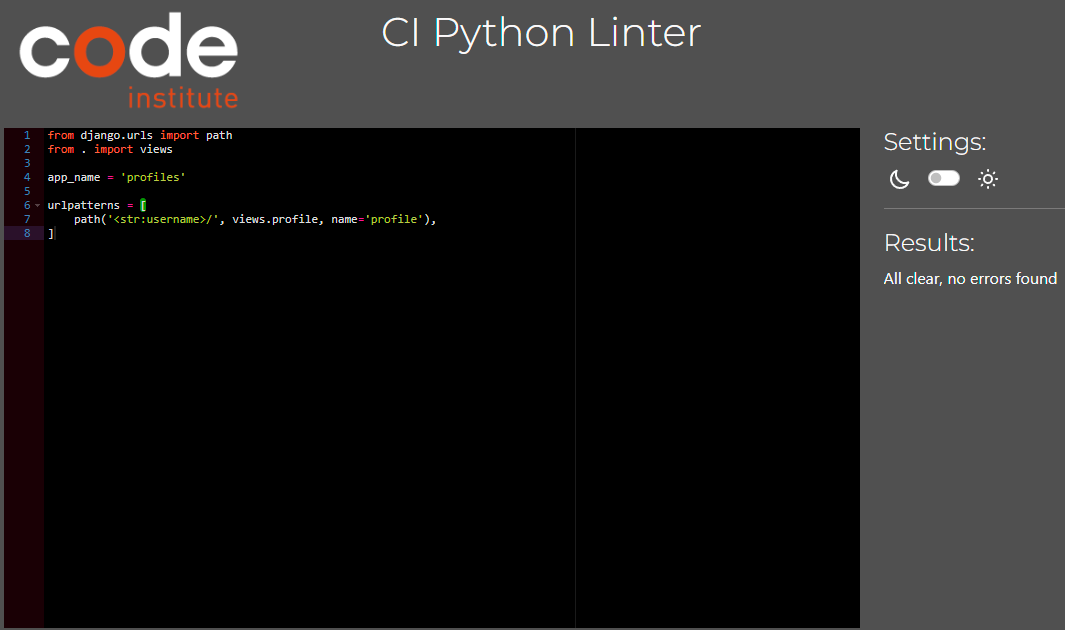 code
institute
CI Python Linter
1 from django.urls import path
2 from . import views
3
4 app_name = 'profiles'
5
6 urlpatterns = [
7     path('<str:username>/', views.profile, name='profile'),
8 ]
Settings:
Results:
All clear, no errors found